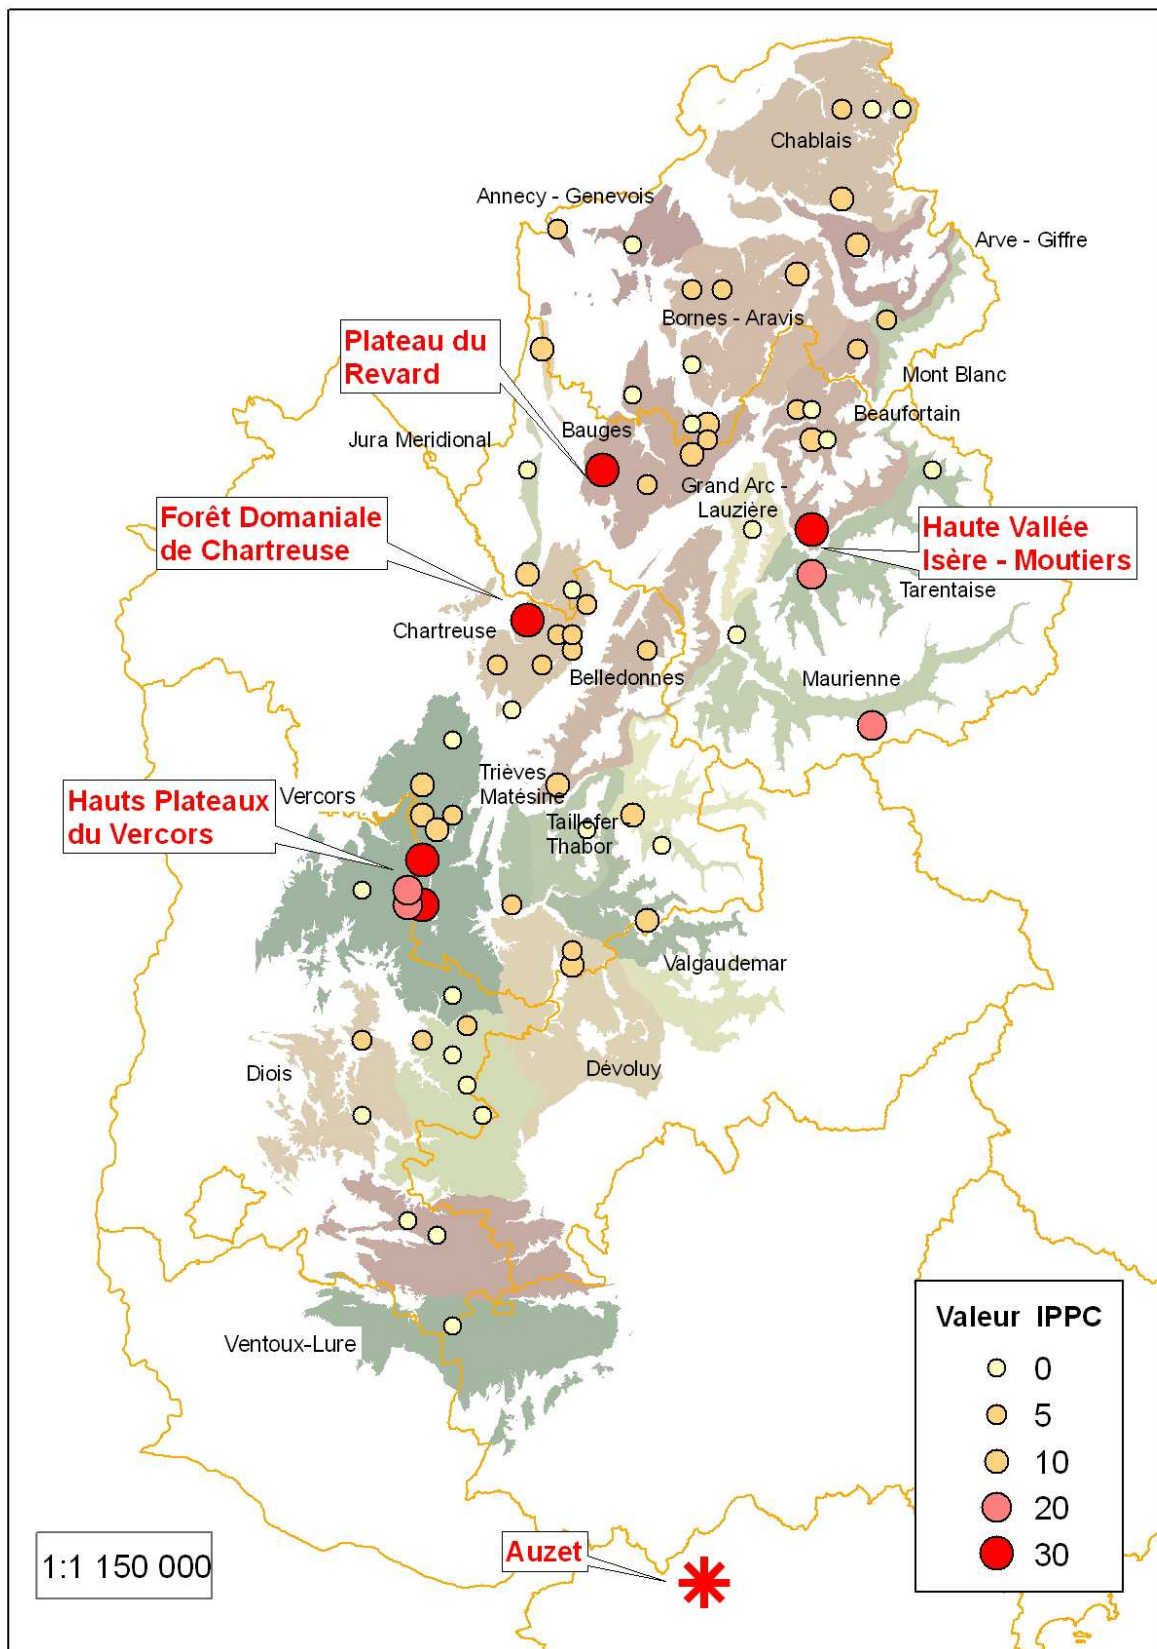 Chablais
Annecy - Genevois
Arve - Giffre
Bornes - Aravis
Plateau du
Revard
Mont Blanc
Beaufortain
Jura Meridional
Bauges
Grand Arc -
Lauzière
Forêt Domaniale
de Chartreuse
Haute Vallée
Isère - Moutiers
Tarentaise
Chartreuse
Belledonnes
Maurienne
Trièves
Matésine
Hauts Plateaux
du Vercors
Vercors
Taillefer -
Thabor
Valgaudemar
Diois
Dévoluy
Ventoux-Lure
Valeur IPPC
0
5
10
20
30
Auzet
1:1 150 000